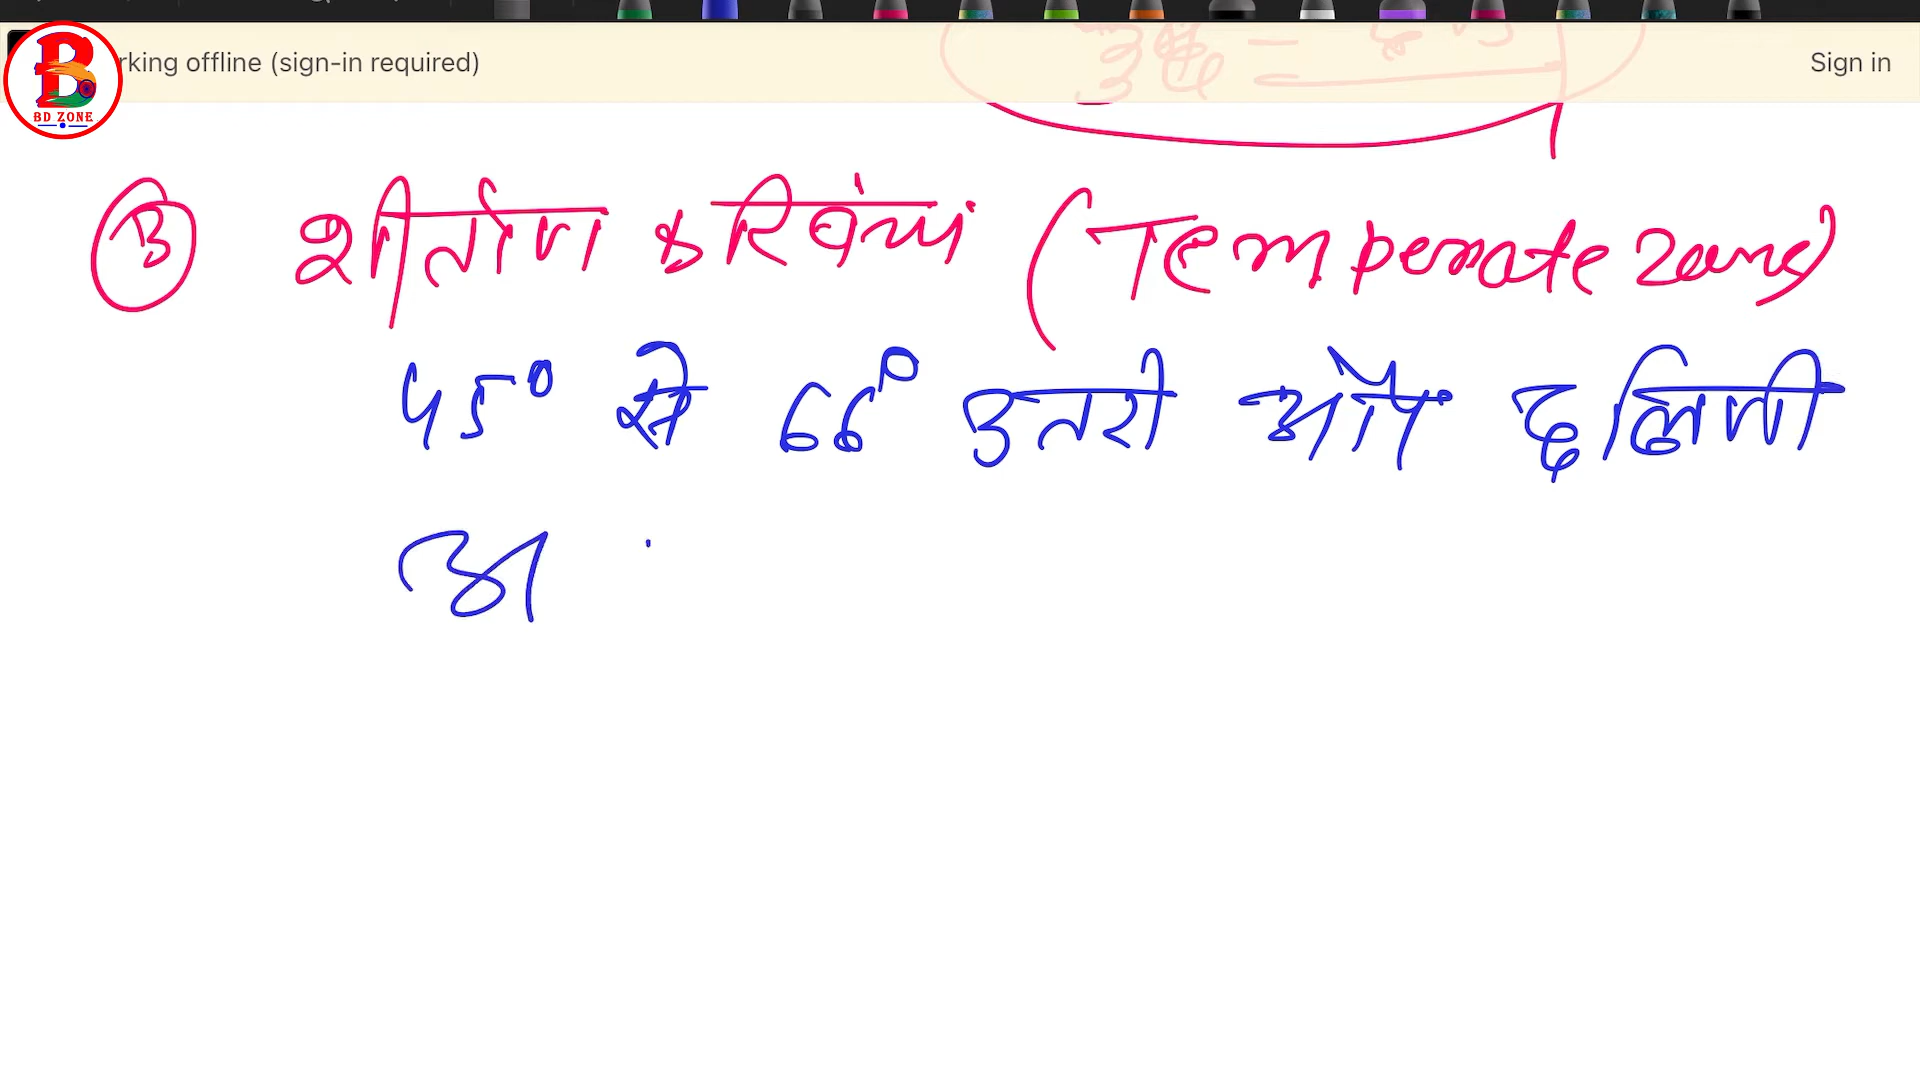 BD ZONE
rking offline (sign-in required)
Sign in
③ शीतोष्ण कटिबंध (Temperate zone)
45° से 66° उत्तरी और दक्षिणी
अ